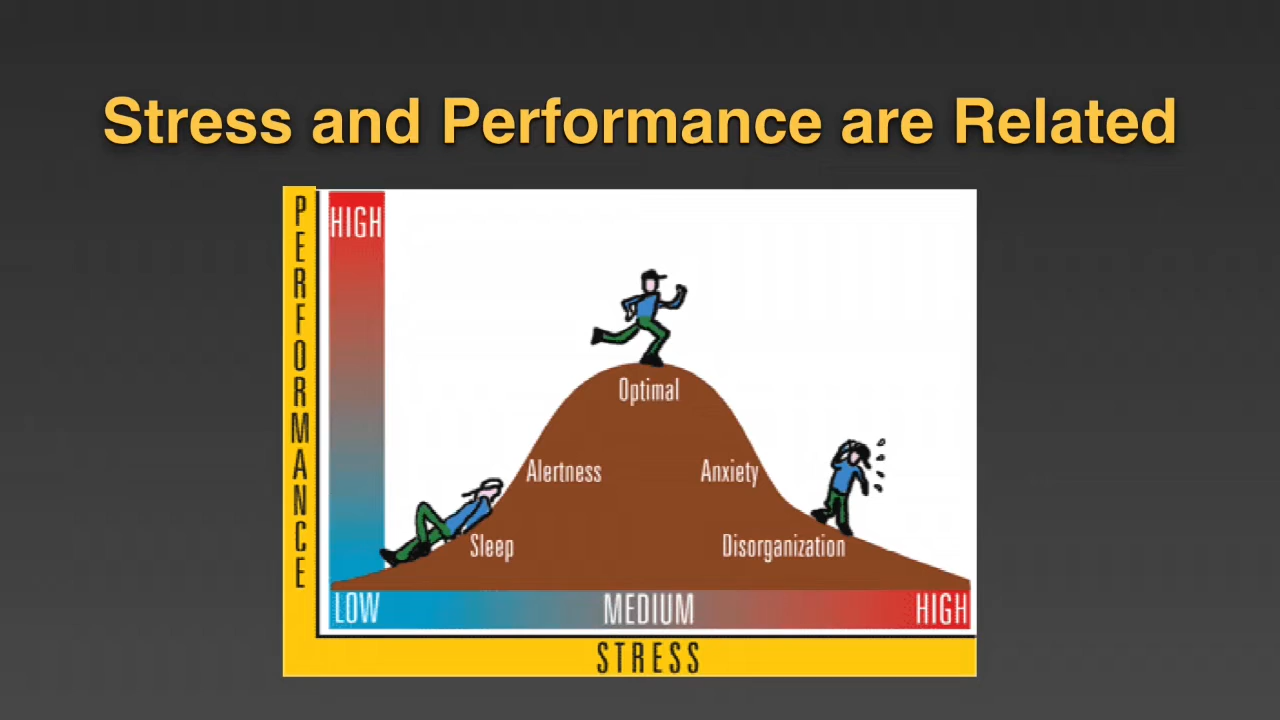 Stress and Performance are Related
PERFORMANCE
HIGH
Optimal
Alertness
Anxiety
Sleep
Disorganization
LOW
MEDIUM
HIGH
STRESS